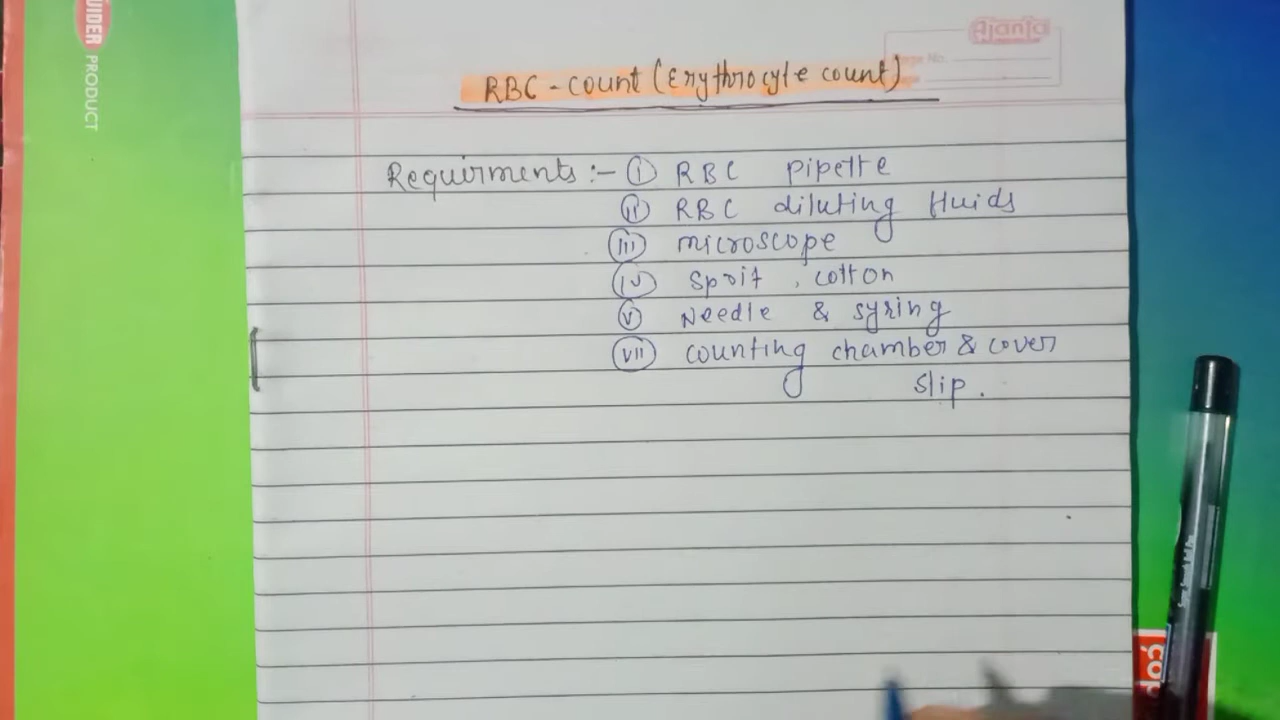 UIDER PRODUCT
Ajanta
RBC - count (Erythrocyte count)
Requirments :- (i) RBC pipette
(ii) RBC diluting fluids
(iii) microscope
(iv) Sproit, cotton
(v) Needle & syring
(vii) counting chamber & cover
slip.